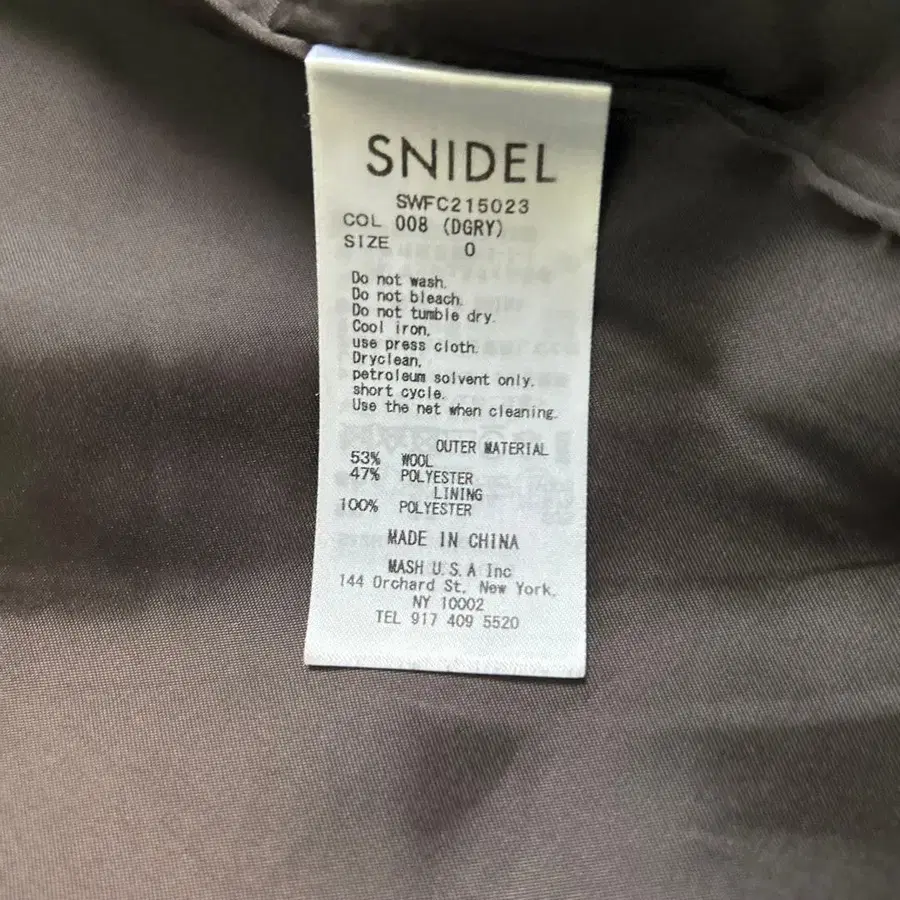 SNIDEL
SWFC215023
COL 008 (DGRY)
SIZE 0
Do not wash.
Do not bleach.
Do not tumble dry.
Cool iron,
use press cloth.
Dryclean,
petroleum solvent only.
short cycle.
Use the net when cleaning.
OUTER MATERIAL
53% WOOL
47% POLYESTER
LINING
100% POLYESTER
MADE IN CHINA
MASH U.S.A Inc
144 Orchard St, New York,
NY 10002
TEL 917 409 5520